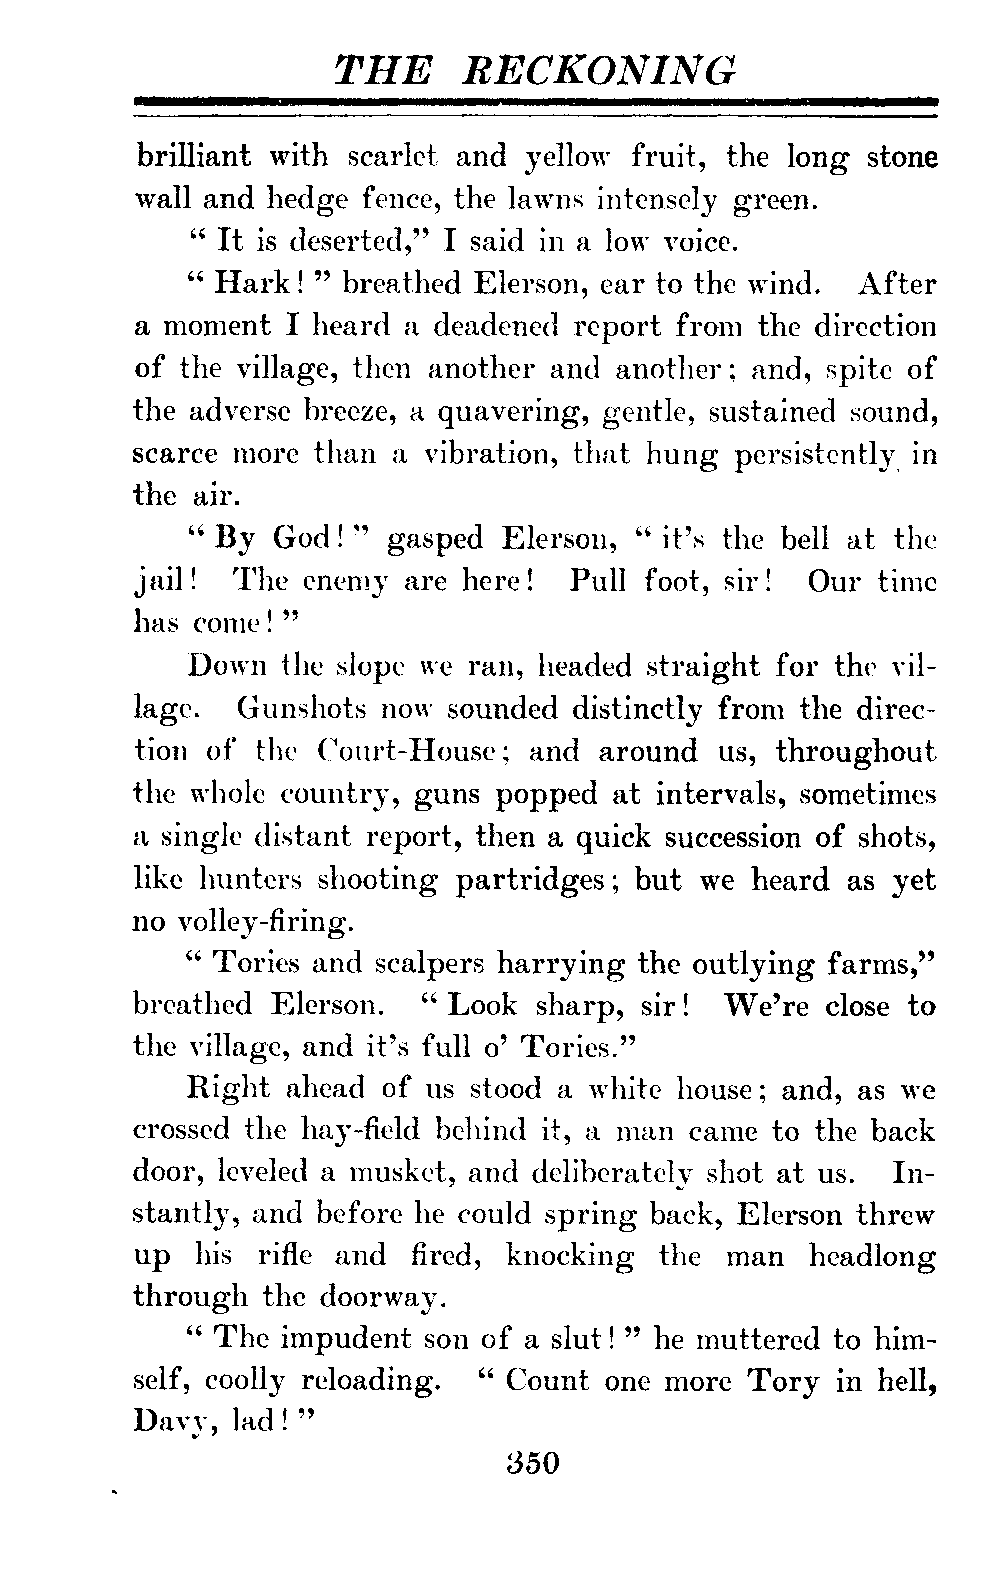 THE RECKONING
brilliant with scarlet and yellow fruit, the long stone
wall and hedge fence, the lawns intensely green.
“ It is deserted,” I said in a low voice.
“ Hark! ” breathed Elerson, ear to the wind. After
a moment I heard a deadened report from the direction
of the village, then another and another; and, spite of
the adverse breeze, a quavering, gentle, sustained sound,
scarce more than a vibration, that hung persistently in
the air.
“ By God! ” gasped Elerson, “ it’s the bell at the
jail! The enemy are here! Pull foot, sir! Our time
has come! ”
Down the slope we ran, headed straight for the vil-
lage. Gunshots now sounded distinctly from the direc-
tion of the Court-House; and around us, throughout
the whole country, guns popped at intervals, sometimes
a single distant report, then a quick succession of shots,
like hunters shooting partridges; but we heard as yet
no volley-firing.
“ Tories and scalpers harrying the outlying farms,”
breathed Elerson. “ Look sharp, sir! We’re close to
the village, and it’s full o’ Tories.”
Right ahead of us stood a white house; and, as we
crossed the hay-field behind it, a man came to the back
door, leveled a musket, and deliberately shot at us. In-
stantly, and before he could spring back, Elerson threw
up his rifle and fired, knocking the man headlong
through the doorway.
“ The impudent son of a slut! ” he muttered to him-
self, coolly reloading. “ Count one more Tory in hell,
Davy, lad! ”
350